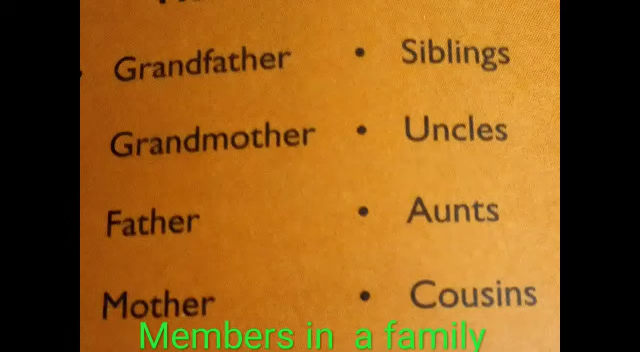 Grandfather • Siblings
Grandmother • Uncles
Father • Aunts
Mother • Cousins
Members in a family